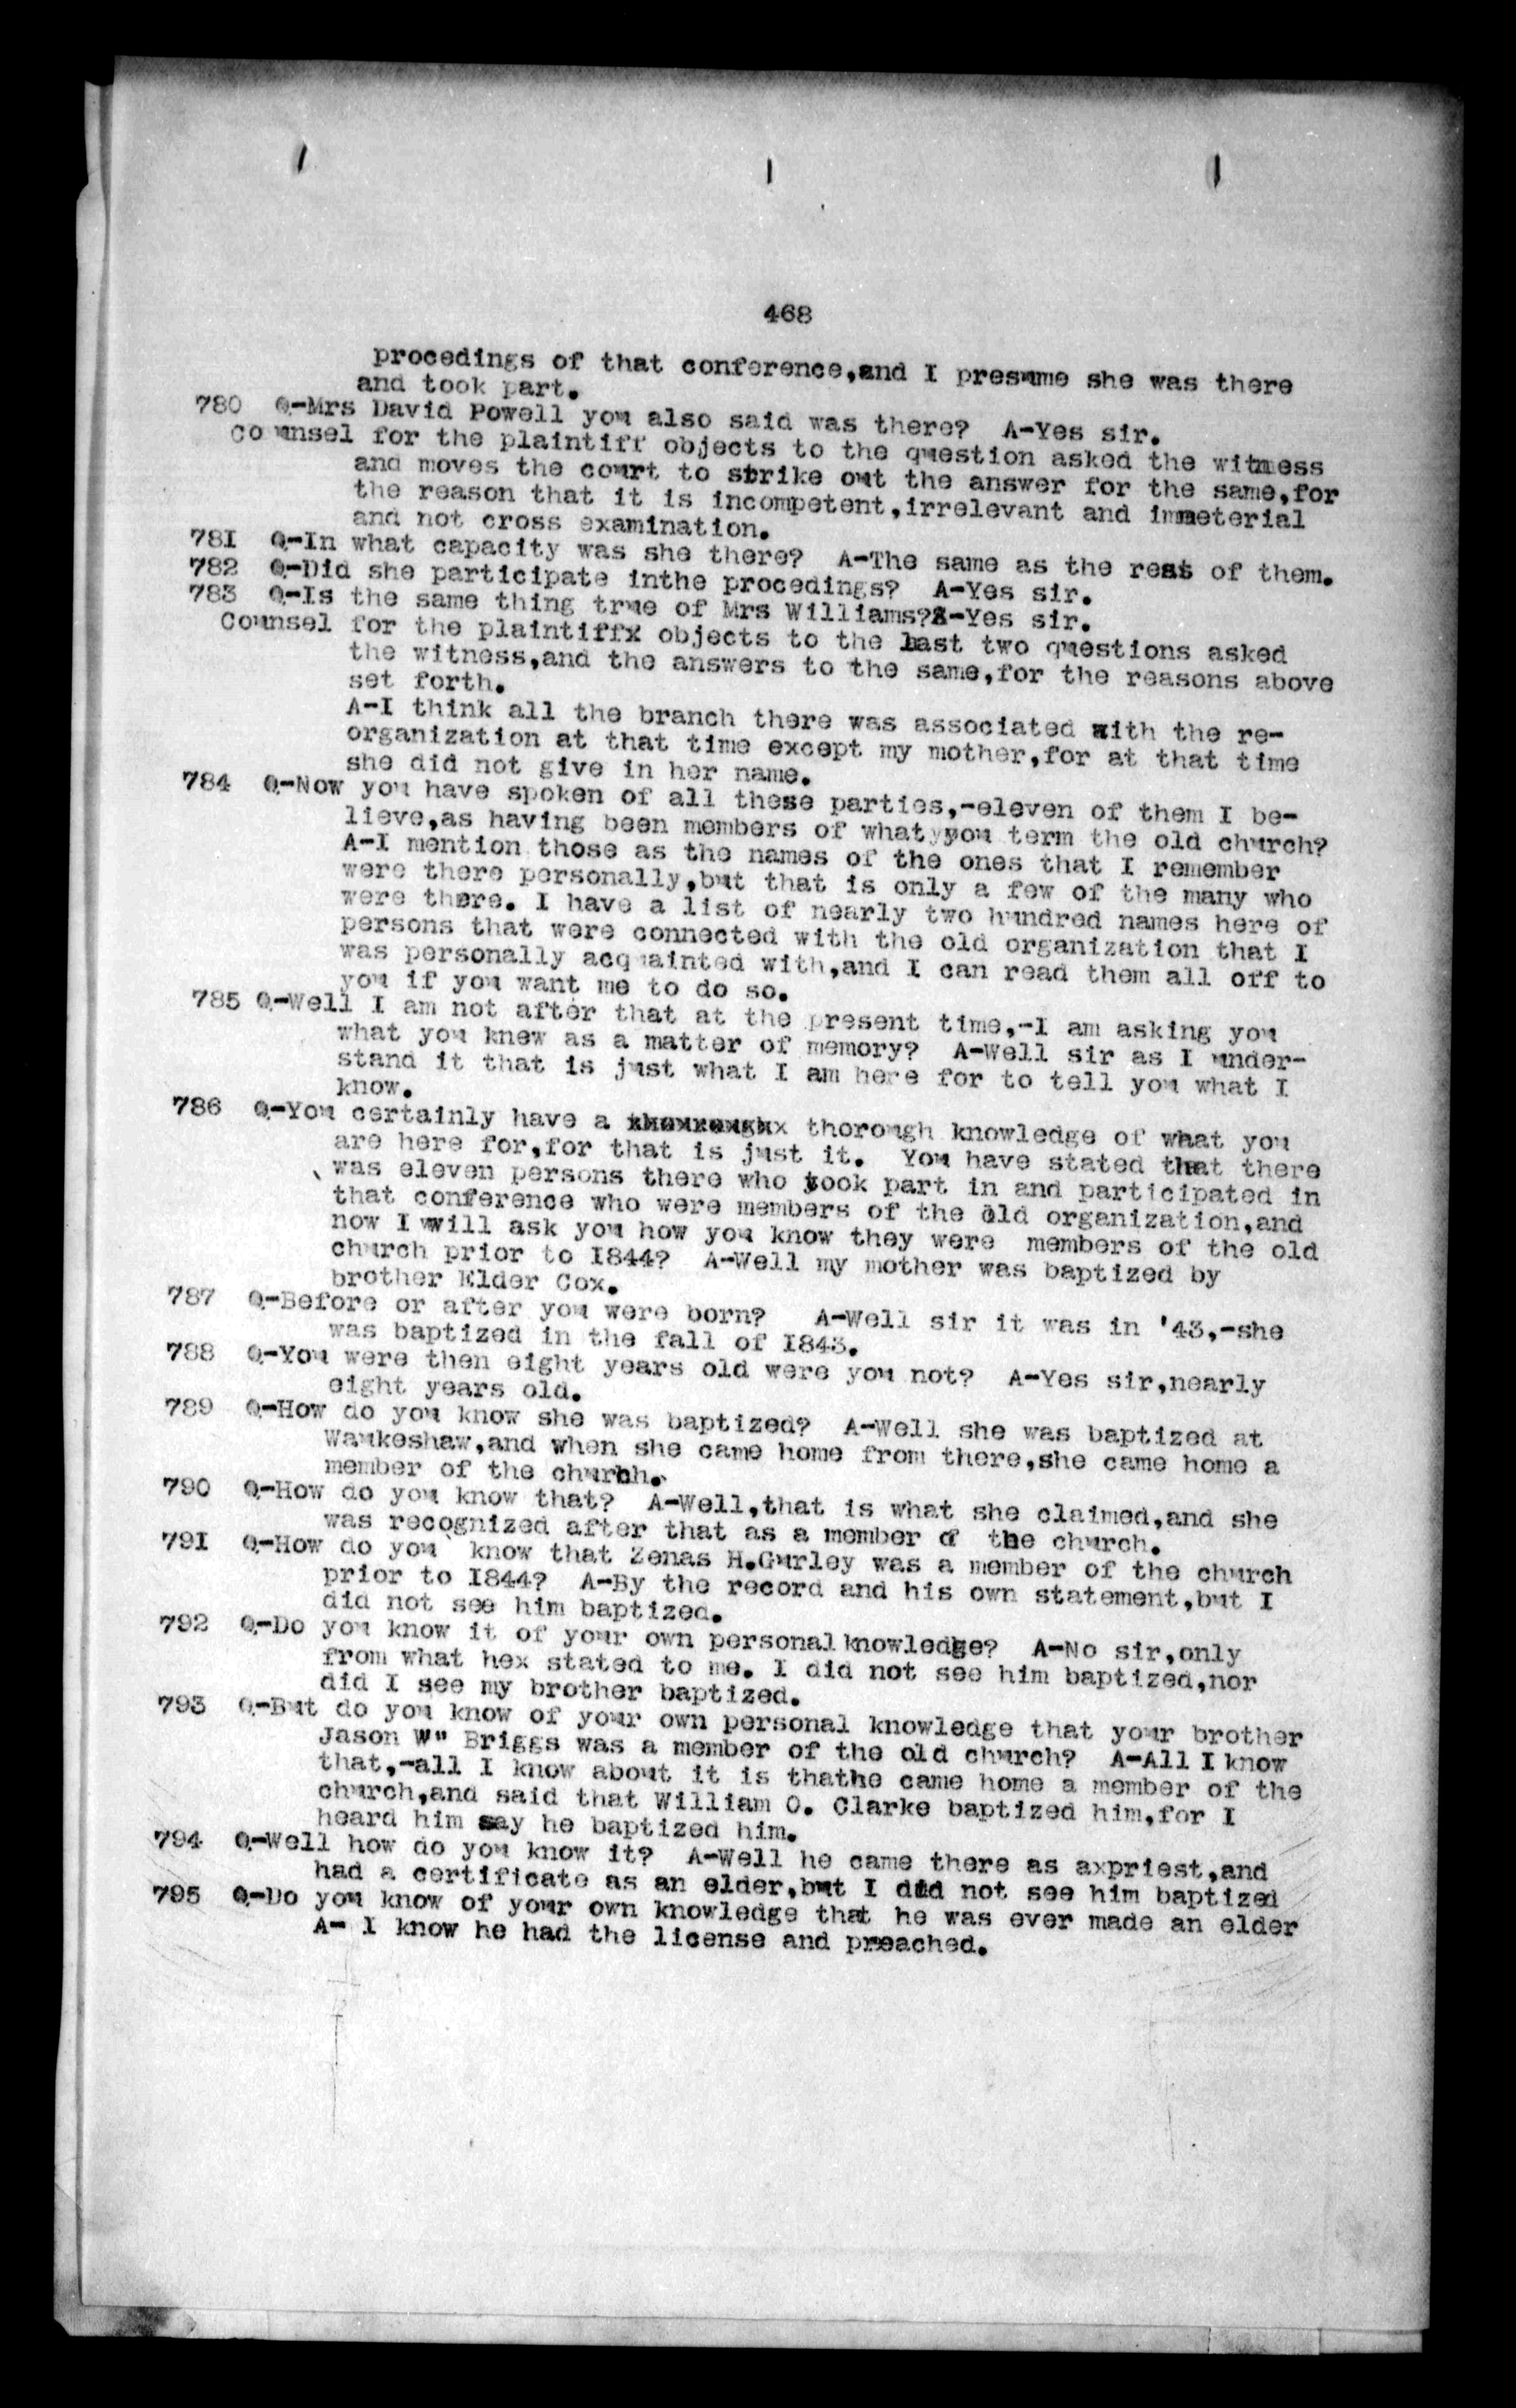 468
procedings of that conference,and I presume she was there
and took part.
780 Q-Mrs David Powell you also said was there? A-Yes sir.
Counsel for the plaintiff objects to the question asked the witness
and moves the court to strike out the answer for the same,for
the reason that it is incompetent,irrelevant and immeterial
and not cross examination.
781 Q-In what capacity was she there? A-The same as the rest of them.
782 Q-Did she participate inthe procedings? A-Yes sir.
783 Q-Is the same thing true of Mrs Williams?A-Yes sir.
Counsel for the plaintiffx objects to the last two questions asked
the witness,and the answers to the same,for the reasons above
set forth.
A-I think all the branch there was associated with the re-
organization at that time except my mother,for at that time
she did not give in her name.
784 Q-Now you have spoken of all these parties,-eleven of them I be-
lieve,as having been members of whatyyou term the old church?
A-I mention those as the names of the ones that I remember
were there personally,but that is only a few of the many who
were there. I have a list of nearly two hundred names here of
persons that were connected with the old organization that I
was personally acquainted with,and I can read them all off to
you if you want me to do so.
785 Q-Well I am not after that at the present time,-I am asking you
what you knew as a matter of memory? A-Well sir as I under-
stand it that is just what I am here for to tell you what I
know.
786 Q-You certainly have a thorough knowledge of what you
are here for,for that is just it. You have stated that there
was eleven persons there who took part in and participated in
that conference who were members of the old organization,and
now I will ask you how you know they were members of the old
church prior to I844? A-Well my mother was baptized by
brother Elder Cox.
787 Q-Before or after you were born? A-Well sir it was in '43,-she
was baptized in the fall of I843.
788 Q-You were then eight years old were you not? A-Yes sir,nearly
eight years old.
789 Q-How do you know she was baptized? A-Well she was baptized at
Waukeshaw,and when she came home from there,she came home a
member of the church.
790 Q-How do you know that? A-Well,that is what she claimed,and she
was recognized after that as a member of the church.
79I Q-How do you know that Zenas H.Gurley was a member of the church
prior to I844? A-By the record and his own statement,but I
did not see him baptized.
792 Q-Do you know it of your own personal knowledge? A-No sir,only
from what hex stated to me. I did not see him baptized,nor
did I see my brother baptized.
793 Q-But do you know of your own personal knowledge that your brother
Jason W" Briggs was a member of the old church? A-All I know
that,-all I know about it is thathe came home a member of the
church,and said that William O. Clarke baptized him,for I
heard him say he baptized him.
794 Q-Well how do you know it? A-Well he came there as axpriest,and
had a certificate as an elder,but I did not see him baptized
795 Q-Do you know of your own knowledge that he was ever made an elder
A- I know he had the license and preached.